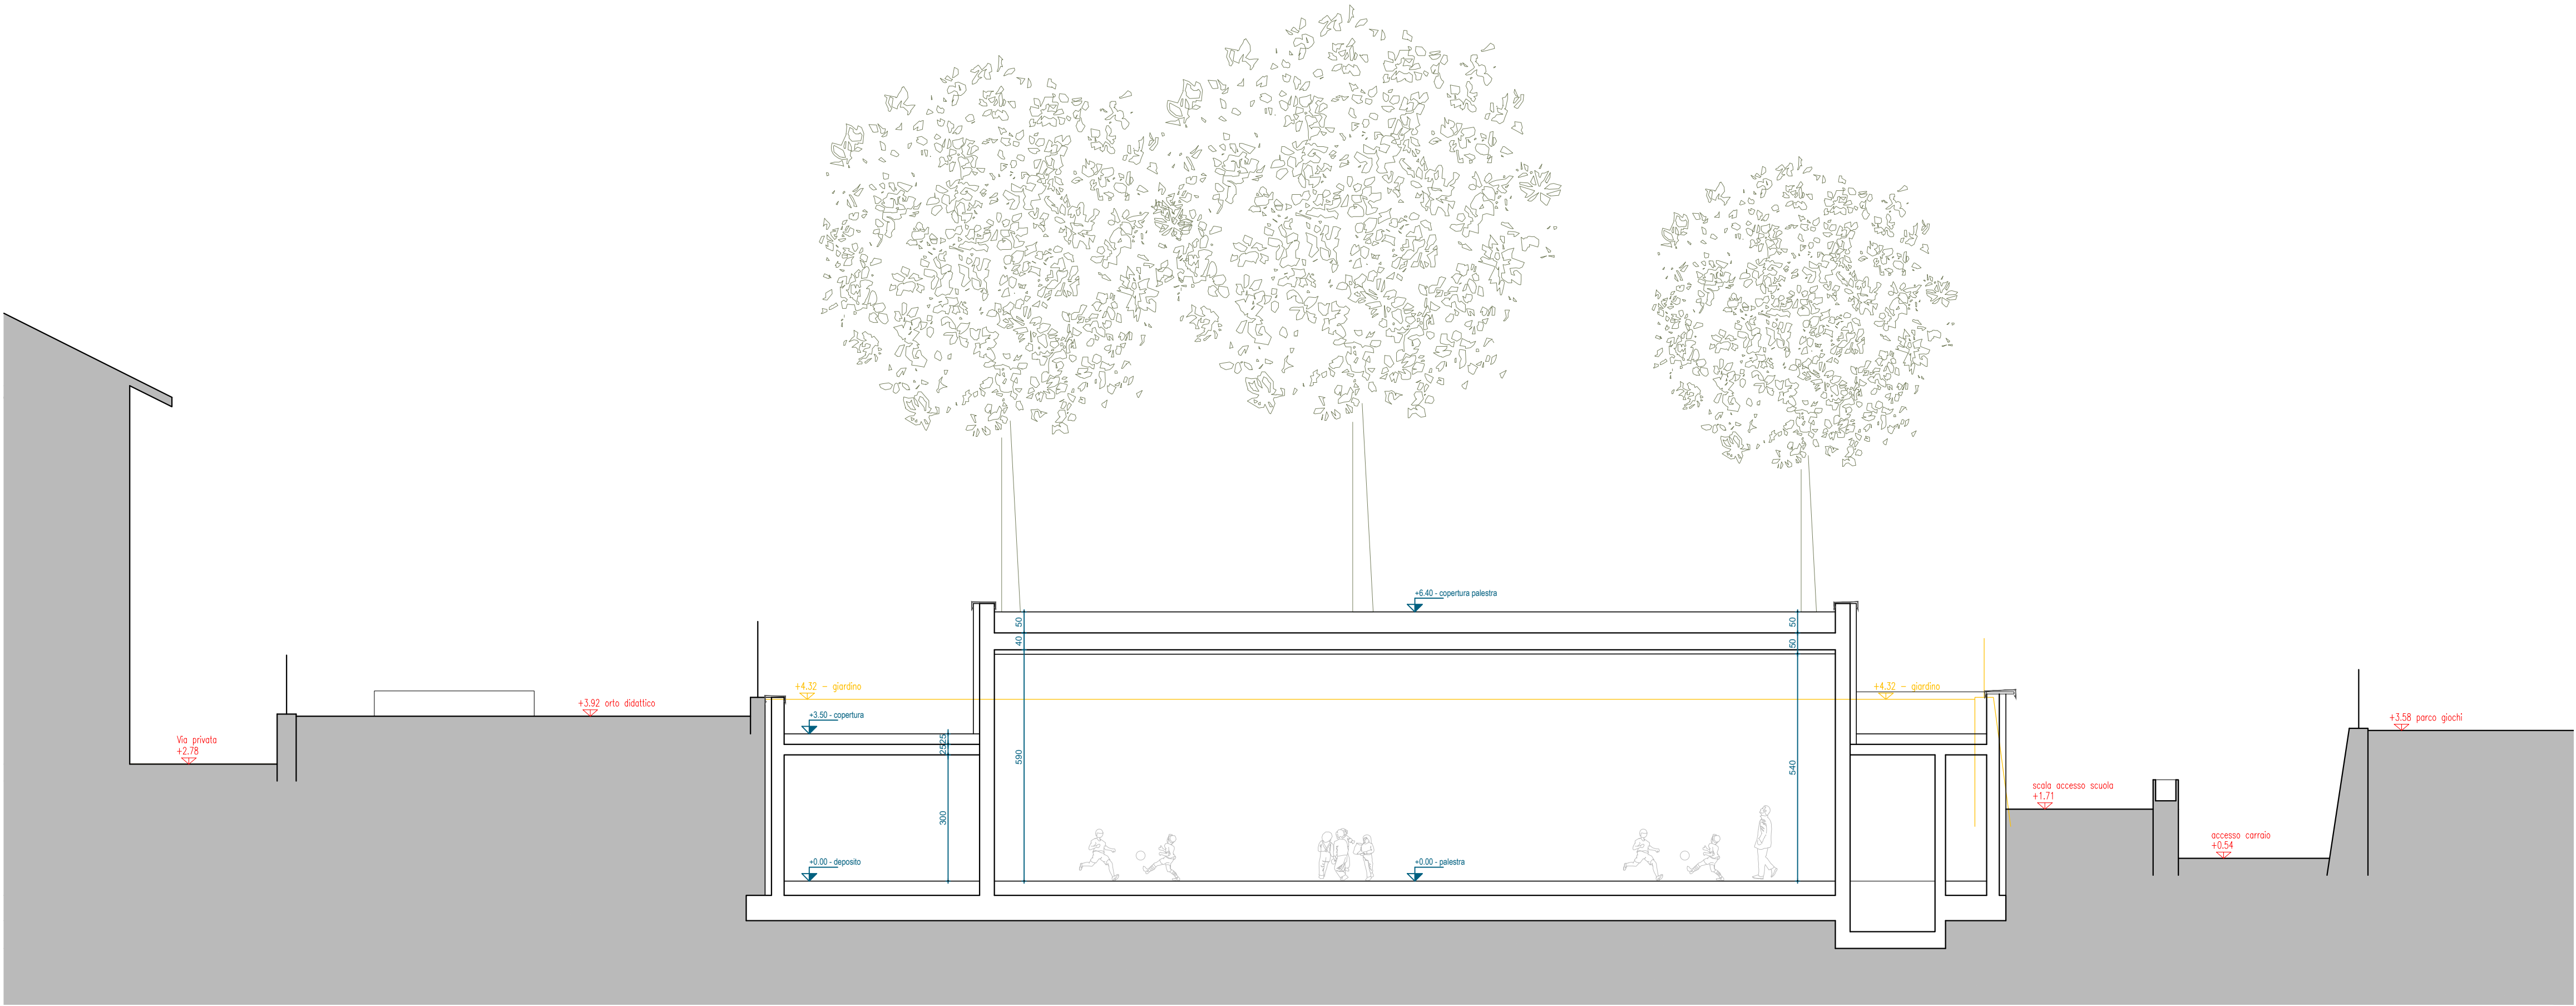 +6.40 - copertura palestra
50
40
50
50
+4.32 - giardino
+4.32 - giardino
+3.92 orto didattico
+3.50 - copertura
+3.58 parco giochi
Via privata
+2.78
25
25
590
540
scala accesso scuola
+1.71
300
accesso carraio
+0.54
+0.00 - deposito
+0.00 - palestra